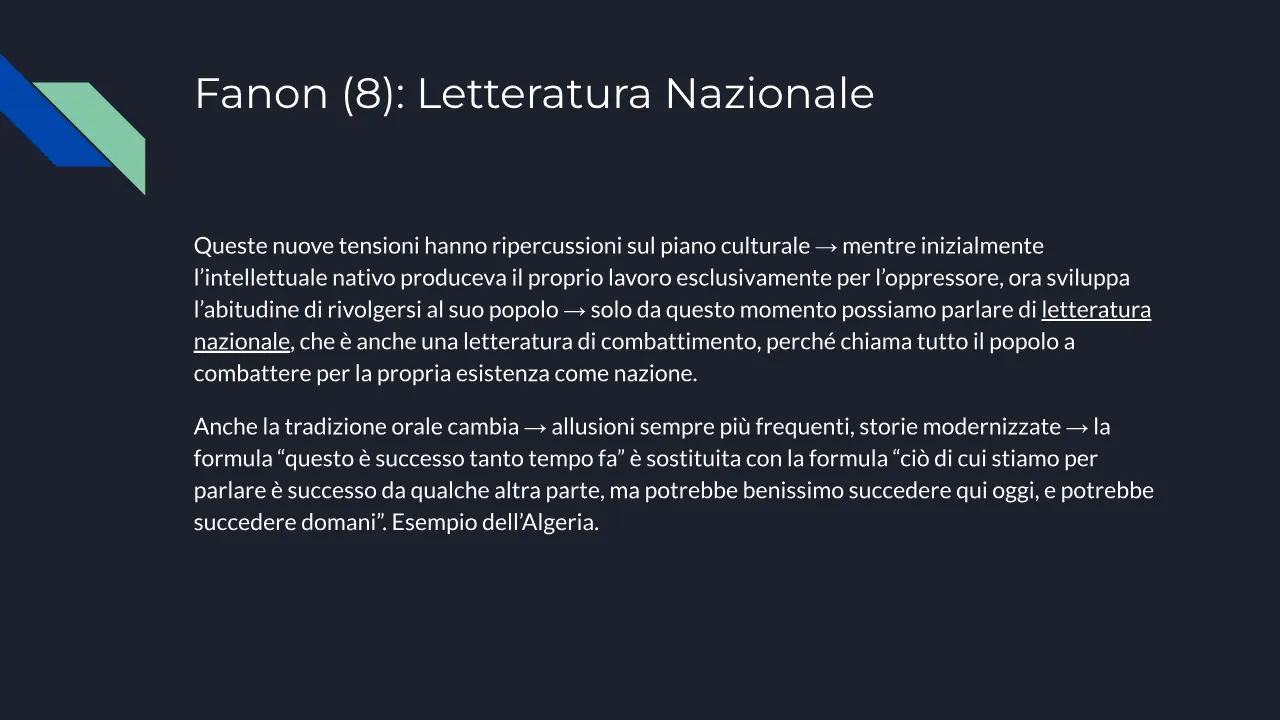 Fanon (8): Letteratura Nazionale
Queste nuove tensioni hanno ripercussioni sul piano culturale → mentre inizialmente
l’intellettuale nativo produceva il proprio lavoro esclusivamente per l’oppressore, ora sviluppa
l’abitudine di rivolgersi al suo popolo → solo da questo momento possiamo parlare di letteratura
nazionale, che è anche una letteratura di combattimento, perché chiama tutto il popolo a
combattere per la propria esistenza come nazione.
Anche la tradizione orale cambia → allusioni sempre più frequenti, storie modernizzate → la
formula “questo è successo tanto tempo fa” è sostituita con la formula “ciò di cui stiamo per
parlare è successo da qualche altra parte, ma potrebbe benissimo succedere qui oggi, e potrebbe
succedere domani”. Esempio dell’Algeria.